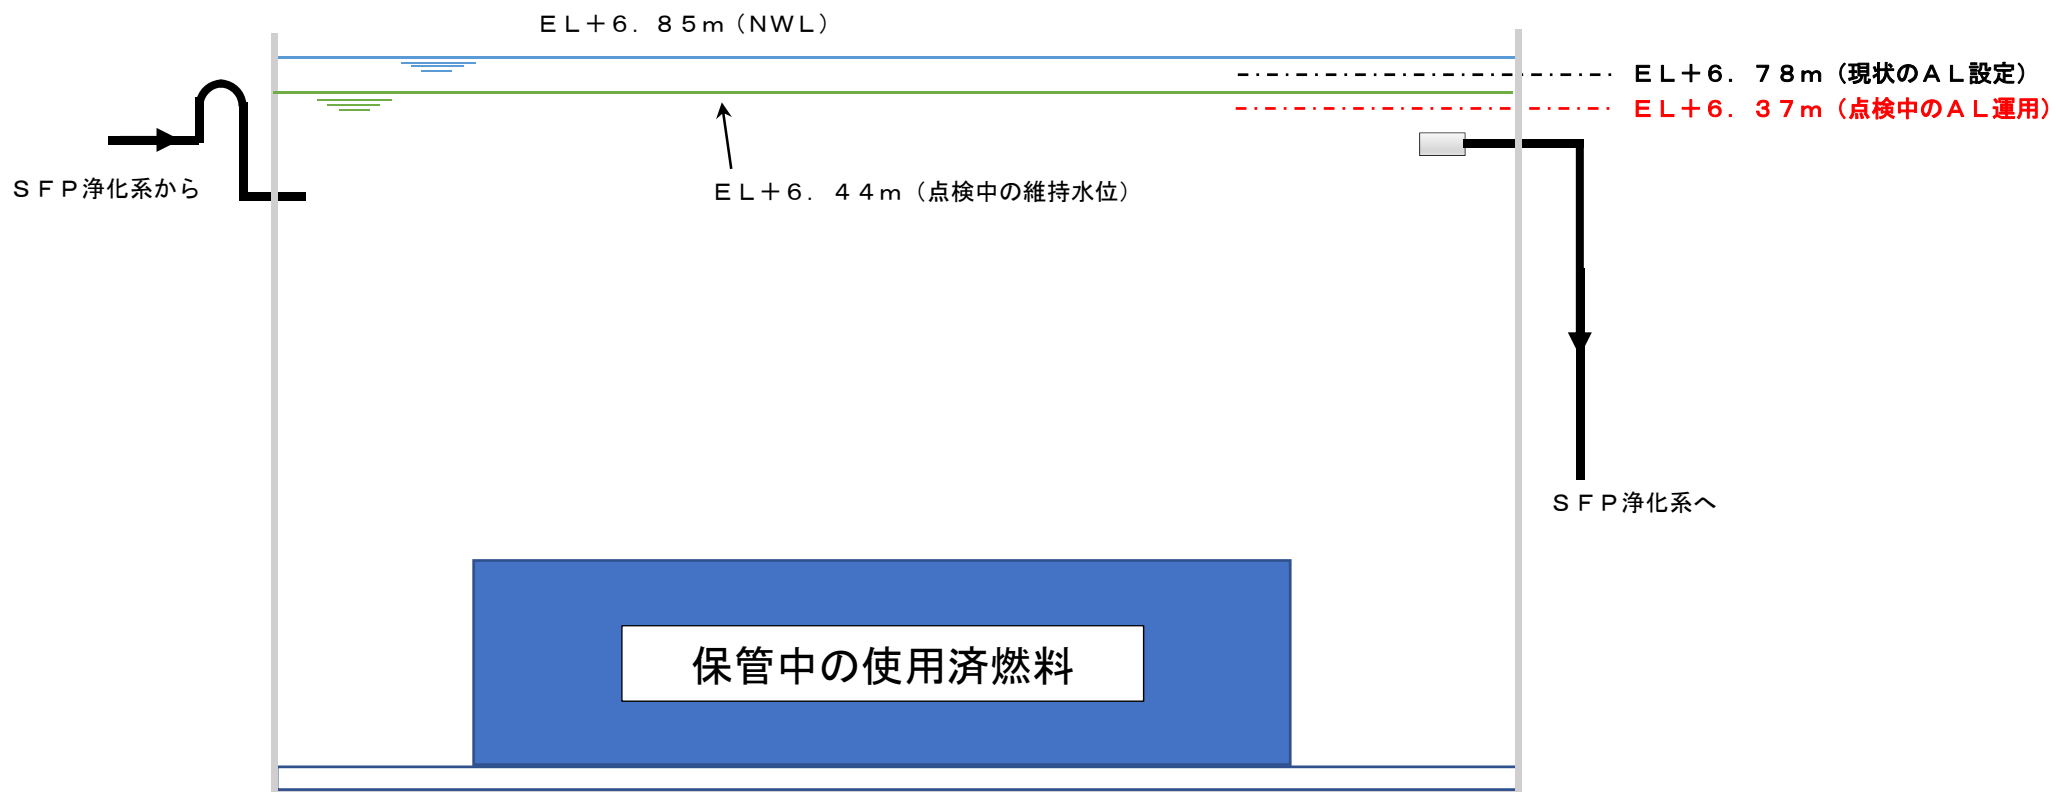 ＥＬ＋６．８５ｍ（ＮＷＬ）
ＥＬ＋６．７８ｍ（現状のＡＬ設定）
ＥＬ＋６．３７ｍ（点検中のＡＬ運用）
ＳＦＰ浄化系から
ＥＬ＋６．４４ｍ（点検中の維持水位）
ＳＦＰ浄化系へ
保管中の使用済燃料